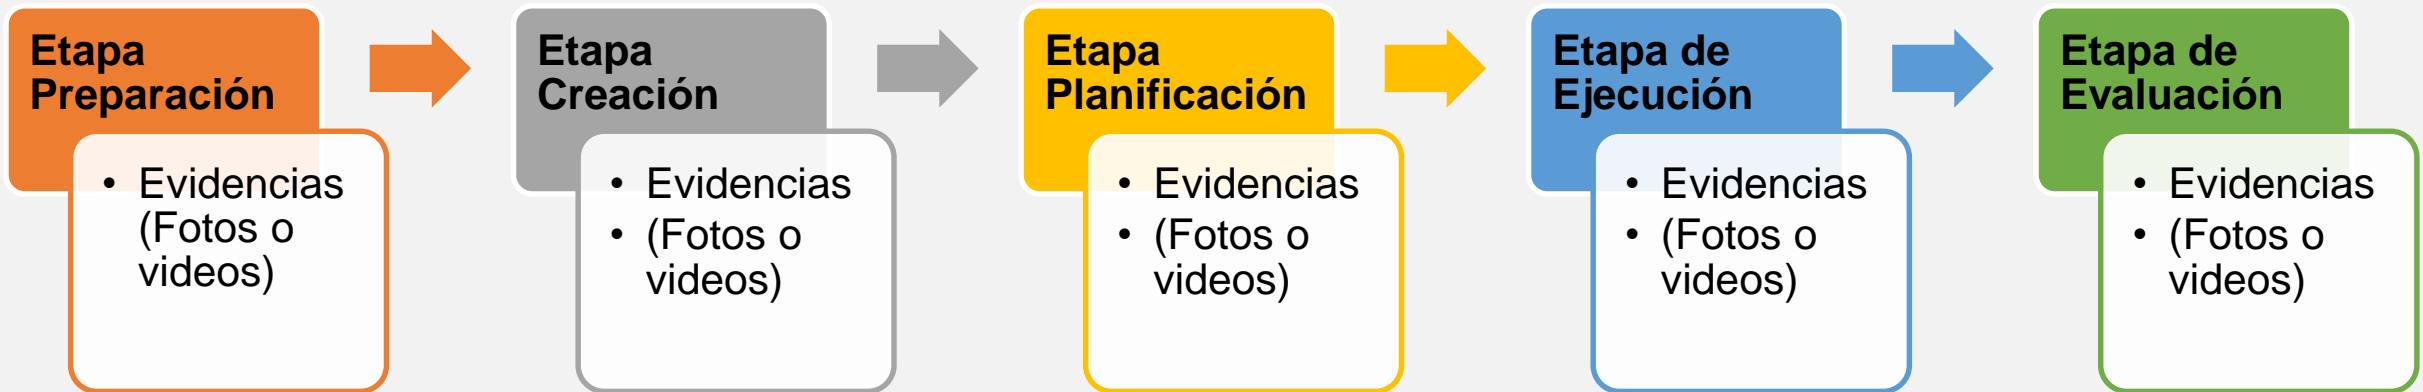 Etapa
Preparación
• Evidencias
(Fotos o
videos)
Etapa
Creación
• Evidencias
• (Fotos o
videos)
Etapa
Planificación
• Evidencias
• (Fotos o
videos)
Etapa de
Ejecución
• Evidencias
• (Fotos o
videos)
Etapa de
Evaluación
• Evidencias
• (Fotos o
videos)